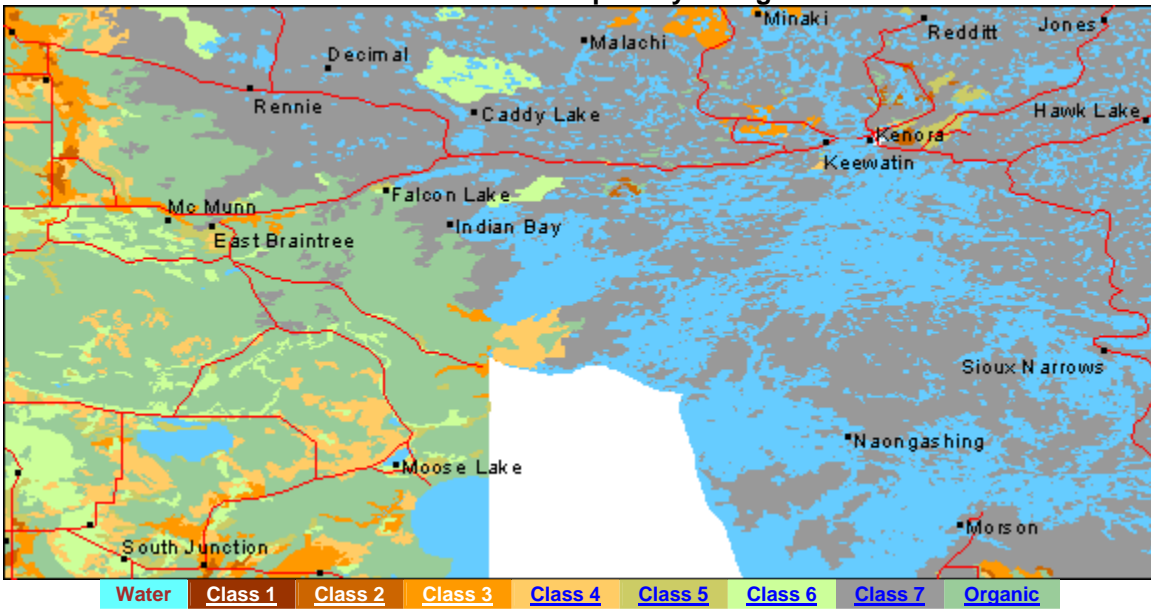 Minaki
Jones
Redditt
Malachi
Decimal
Rennie
Caddy Lake
Hawk Lake
Kenora
Keewatin
Falcon Lake
Mc Munn
Indian Bay
East Braintree
Sioux Narrows
Naongashing
Moose Lake
Morson
South Junction
Water Class 1 Class 2 Class 3 Class 4 Class 5 Class 6 Class 7 Organic